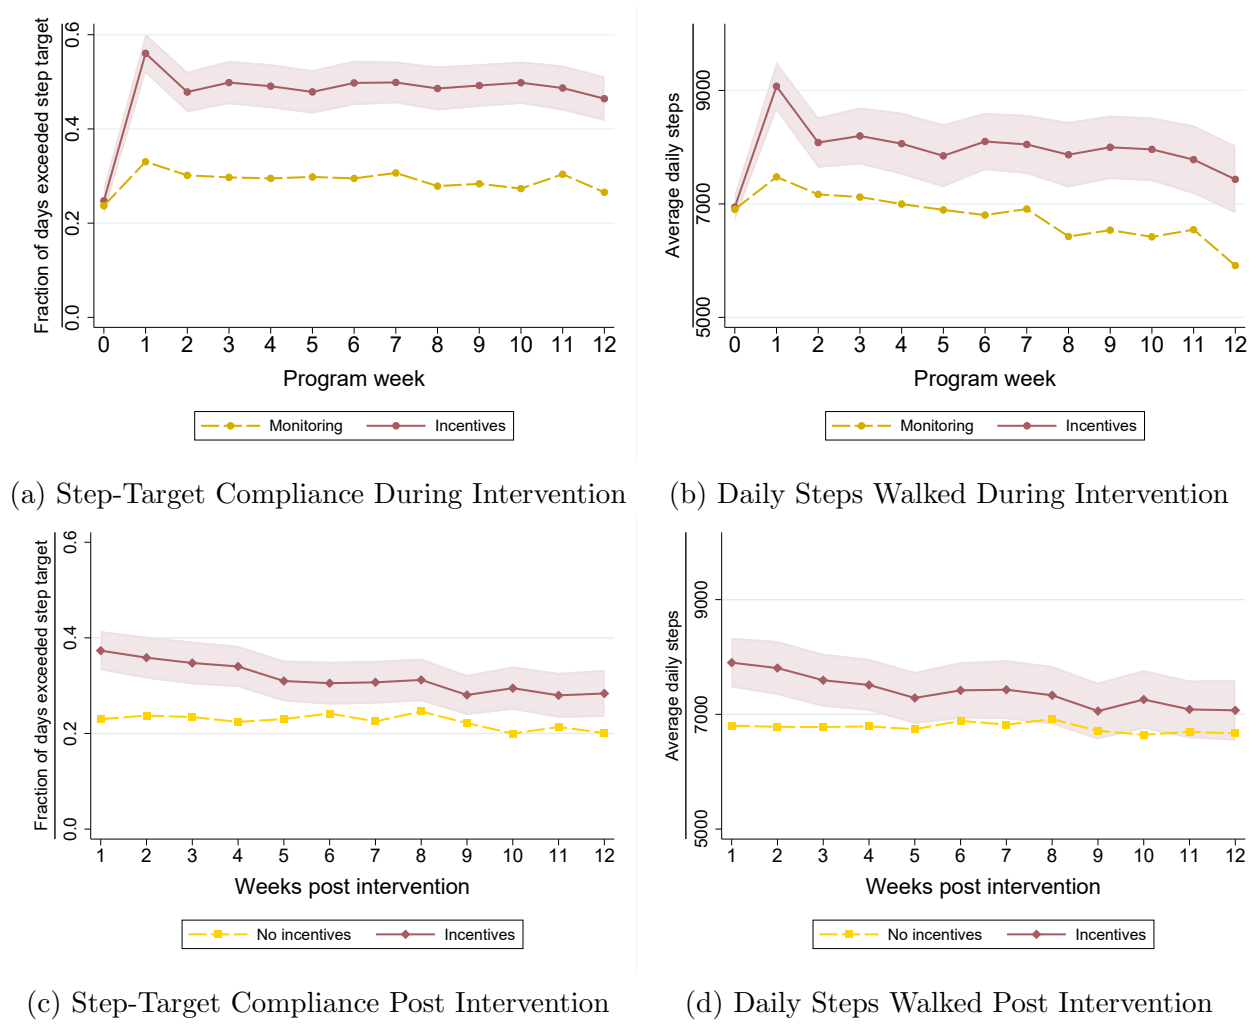 Fraction of days exceeded step target
0.6
0.4
0.2
0.0
0 1 2 3 4 5 6 7 8 9 10 11 12
Program week
Monitoring Incentives
(a) Step-Target Compliance During Intervention
Average daily steps
9000
7000
5000
0 1 2 3 4 5 6 7 8 9 10 11 12
Program week
Monitoring Incentives
(b) Daily Steps Walked During Intervention
Fraction of days exceeded step target
0.6
0.4
0.2
0.0
1 2 3 4 5 6 7 8 9 10 11 12
Weeks post intervention
No incentives Incentives
(c) Step-Target Compliance Post Intervention
Average daily steps
9000
7000
5000
1 2 3 4 5 6 7 8 9 10 11 12
Weeks post intervention
No incentives Incentives
(d) Daily Steps Walked Post Intervention